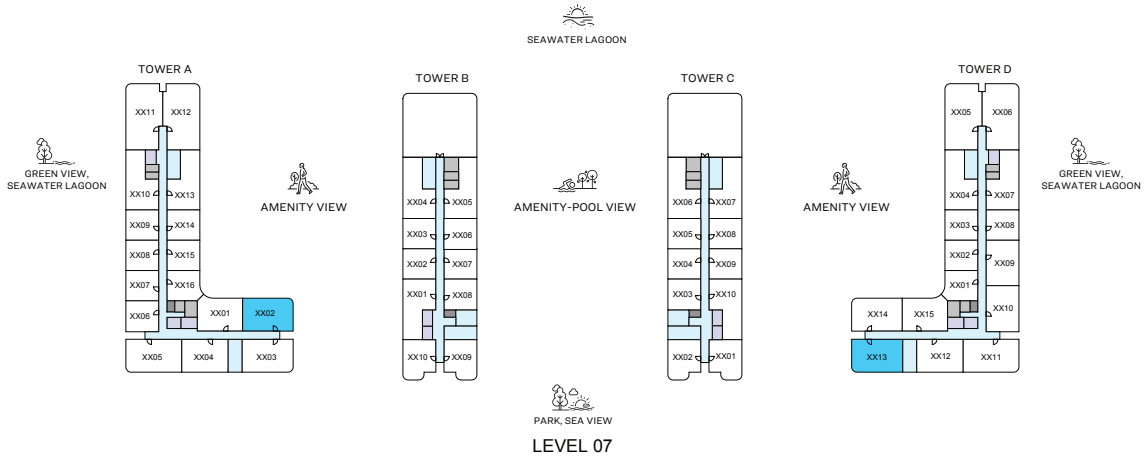 SEAWATER LAGOON
TOWER A
TOWER B
TOWER C
TOWER D
XX11
XX12
XX10
XX13
XX09
XX14
XX08
XX15
XX07
XX16
XX06
XX01
XX02
XX05
XX04
XX03
XX04
XX05
XX03
XX06
XX02
XX07
XX01
XX08
XX10
XX09
XX06
XX07
XX05
XX08
XX04
XX09
XX03
XX10
XX02
XX01
XX05
XX06
XX04
XX07
XX03
XX08
XX02
XX09
XX01
XX10
XX14
XX15
XX13
XX12
XX11
GREEN VIEW,
SEAWATER LAGOON
AMENITY VIEW
AMENITY-POOL VIEW
AMENITY VIEW
GREEN VIEW,
SEAWATER LAGOON
PARK, SEA VIEW
LEVEL 07